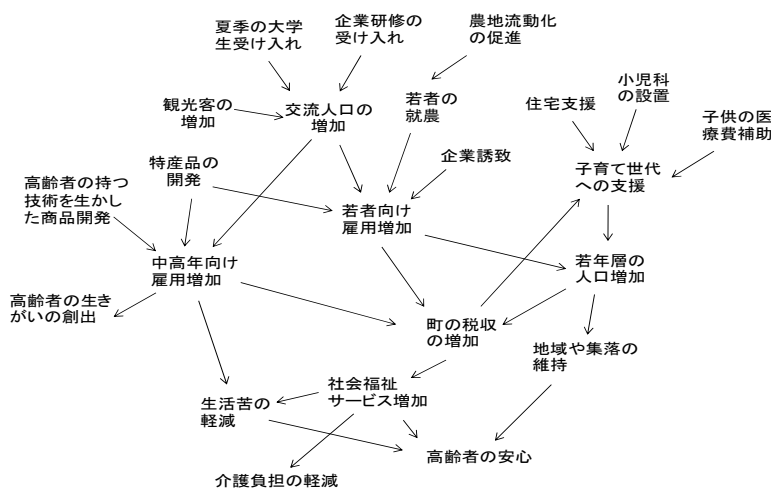 夏季の大学
生受け入れ
企業研修の
受け入れ
農地流動化
の促進
観光客の
増加
交流人口の
増加
若者の
就農
住宅支援
小児科
の設置
子供の医
療費補助
特産品の
開発
企業誘致
子育て世代
への支援
高齢者の持つ
技術を生かし
た商品開発
若者向け
雇用増加
中高年向け
雇用増加
若年層の
人口増加
高齢者の生き
がいの創出
町の税収
の増加
地域や集落の
維持
社会福祉
サービス増加
生活苦の
軽減
高齢者の安心
介護負担の軽減